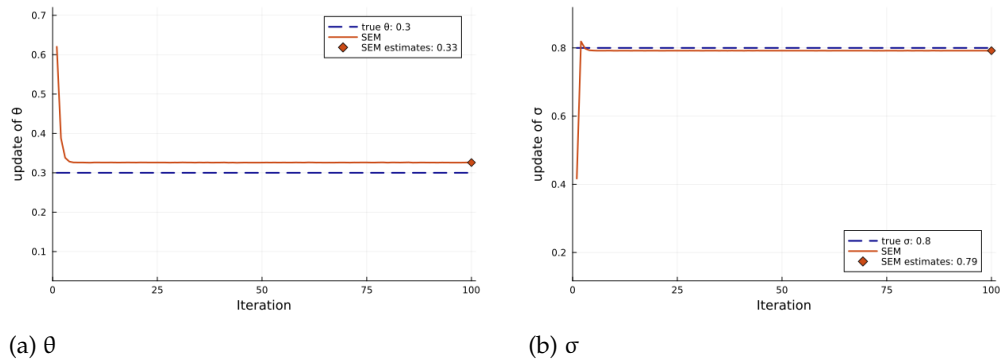 0.7
0.6
0.5
0.4
0.3
0.2
0.1
update of θ
true θ: 0.3
SEM
SEM estimates: 0.33
0
25
50
75
100
Iteration
(a) θ
0.8
0.6
0.4
0.2
update of σ
true σ: 0.8
SEM
SEM estimates: 0.79
0
25
50
75
100
Iteration
(b) σ